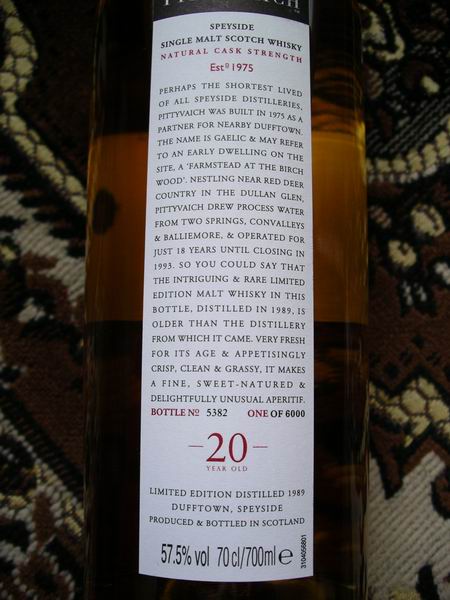 SPEYSIDE
SINGLE MALT SCOTCH WHISKY
NATURAL CASK STRENGTH
Estº 1975
PERHAPS THE SHORTEST LIVED
OF ALL SPEYSIDE DISTILLERIES,
PITTYVAICH WAS BUILT IN 1975 AS A
PARTNER FOR NEARBY DUFFTOWN.
THE NAME IS GAELIC & MAY REFER
TO AN EARLY DWELLING ON THE
SITE, A 'FARMSTEAD AT THE BIRCH
WOOD'. NESTLING NEAR RED DEER
COUNTRY IN THE DULLAN GLEN,
PITTYVAICH DREW PROCESS WATER
FROM TWO SPRINGS, CONVALLEYS
& BALLIEMORE, & OPERATED FOR
JUST 18 YEARS UNTIL CLOSING IN
1993. SO YOU COULD SAY THAT
THE INTRIGUING & RARE LIMITED
EDITION MALT WHISKY IN THIS
BOTTLE, DISTILLED IN 1989, IS
OLDER THAN THE DISTILLERY
FROM WHICH IT CAME. VERY FRESH
FOR ITS AGE & APPETISINGLY
CRISP, CLEAN & GRASSY, IT MAKES
A FINE, SWEET-NATURED &
DELIGHTFULLY UNUSUAL APERITIF.
BOTTLE Nº 5382 ONE OF 6000
20
YEAR OLD
LIMITED EDITION DISTILLED 1989
DUFFTOWN, SPEYSIDE
PRODUCED & BOTTLED IN SCOTLAND
57.5% vol 70 cl/700ml e
3104056801